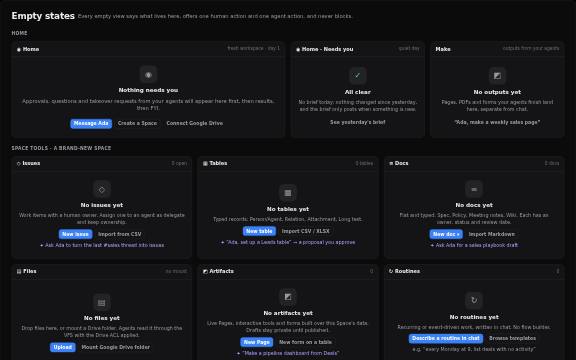 Empty states Every empty view says what lives here, offers one human action and one agent action, and never blocks.
HOME
Home fresh workspace · day 1
Nothing needs you
Approvals, questions and takeover requests from your agents will appear here first, then results,
then FYI.
Message Ada Create a Space Connect Google Drive
Home · Needs you quiet day
All clear
No brief today: nothing changed since yesterday,
and the brief only posts when something is new.
See yesterday's brief
Make outputs from your agents
No outputs yet
Pages, PDFs and forms your agents finish land
here, separate from chat.
"Ada, make a weekly sales page"
SPACE TOOLS · A BRAND-NEW SPACE
Issues 0 open
No issues yet
Work items with a human owner. Assign one to an agent as delegate
and keep ownership.
New issue Import from CSV
✦ Ask Ada to turn the last #sales thread into issues
Tables 0 tables
No tables yet
Typed records: Person/Agent, Relation, Attachment, Long text.
New table Import CSV / XLSX
✦ "Ada, set up a Leads table" → a proposal you approve
Docs 0 docs
No docs yet
Flat and typed: Spec, Policy, Meeting notes, Wiki. Each has an
owner, status and review date.
New doc ▾ Import Markdown
✦ Ask Ada for a sales playbook draft
Files no mount
No files yet
Drop files here, or mount a Drive folder. Agents read it through the
VFS with the Drive ACL applied.
Upload Mount Google Drive folder
Artifacts 0
No artifacts yet
Live Pages, interactive tools and forms built over this Space's data.
Drafts stay private until published.
New Page New form on a table
✦ "Make a pipeline dashboard from Deals"
Routines 0
No routines yet
Recurring or event-driven work, written in chat. No flow builder.
Describe a routine in chat Browse templates
e.g. "every Monday at 9, list deals with no activity"